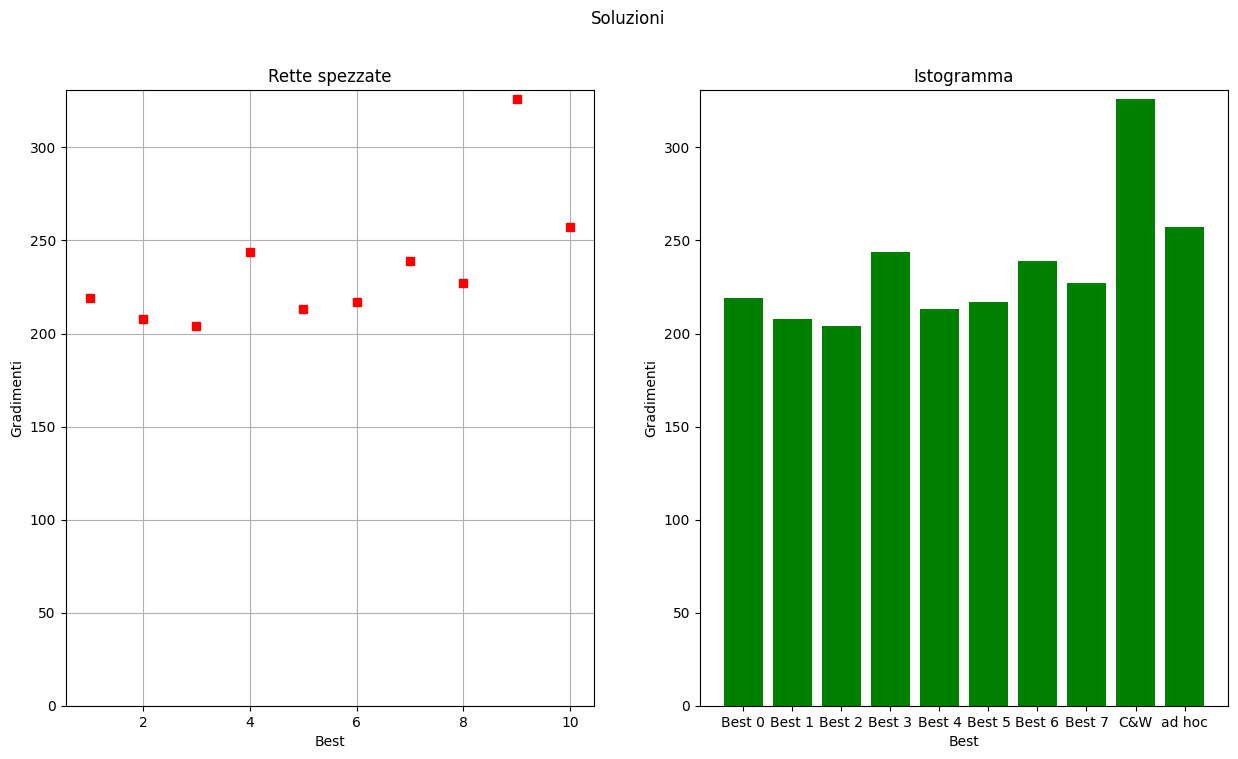 Soluzioni
Rette spezzate
300
250
200
150
100
50
0
Gradimenti
2 4 6 8 10
Best
Istogramma
300
250
200
150
100
50
0
Gradimenti
Best 0 Best 1 Best 2 Best 3 Best 4 Best 5 Best 6 Best 7 C&W ad hoc
Best